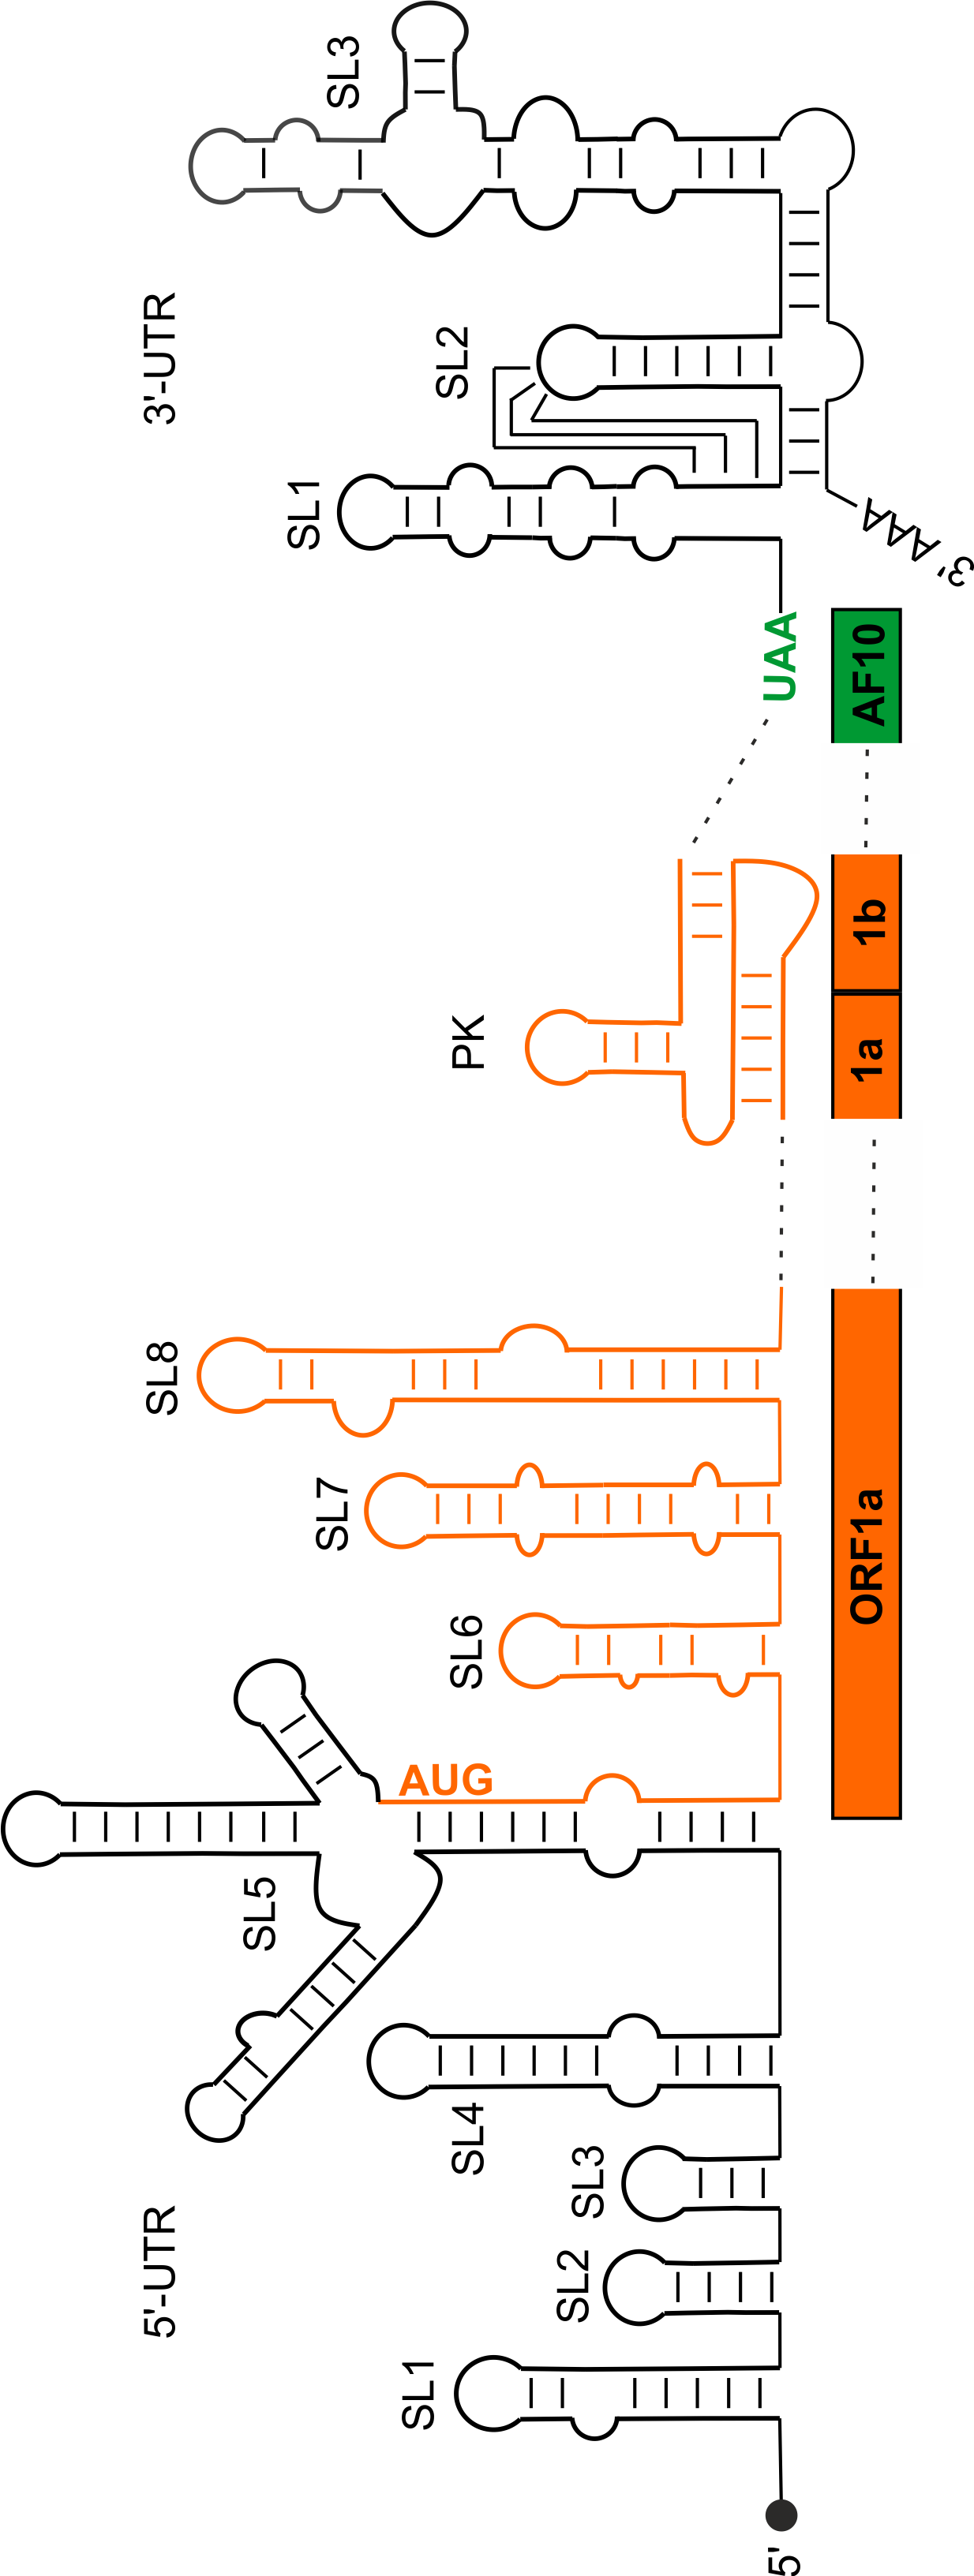 5'-UTR
3'-UTR
SL1
SL2
SL3
SL4
SL5
AUG
SL6
SL7
SL8
PK
UAA
SL1
SL2
SL3
5'
AAA
3'
ORF1a
1a
1b
AF10